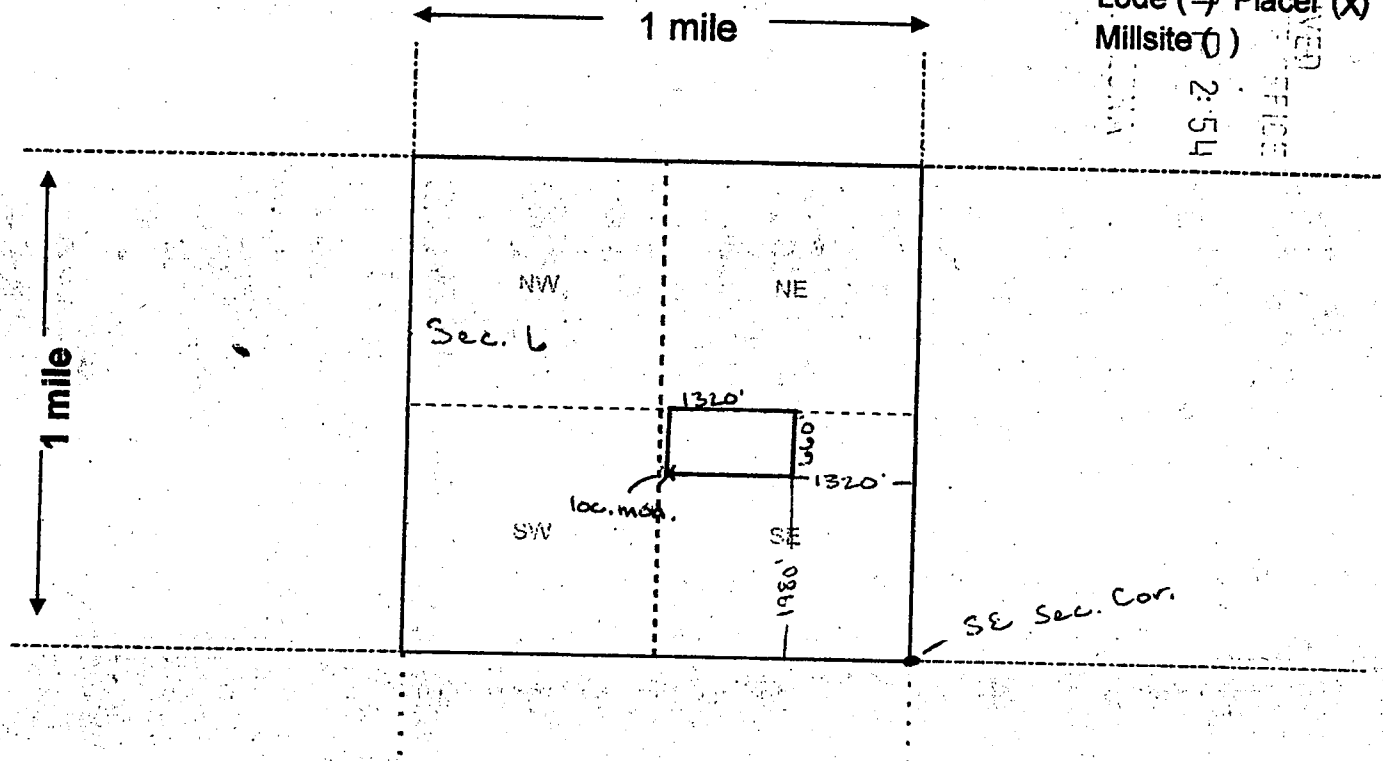 1 mile
Lode ( ) Placer (X)
Millsite ( )
2:54
NW
NE
Sec. 6
1 mile
1320'
660'
1320'
loc. mon.
SW
SE
1980'
SE Sec. Cor.